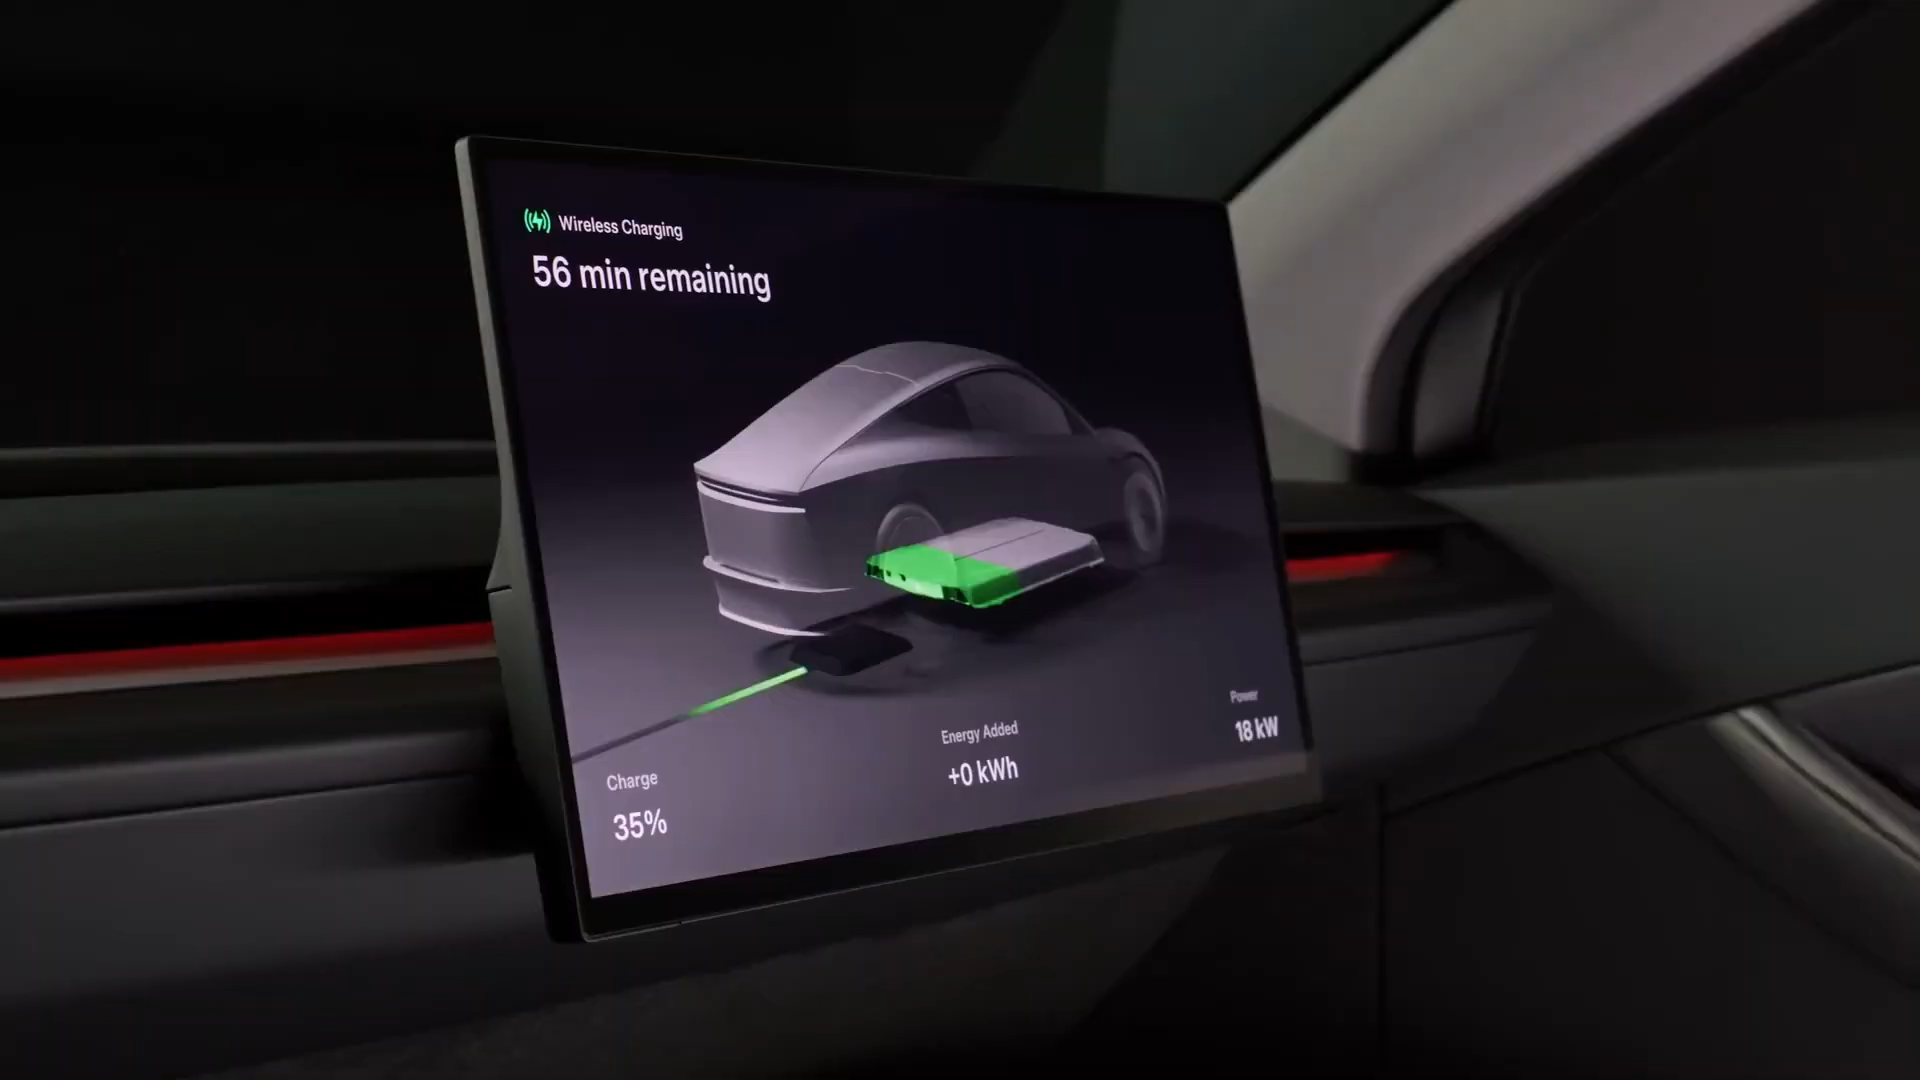 Wireless Charging
56 min remaining
Charge
35%
Energy Added
+0 kWh
Power
18 kW